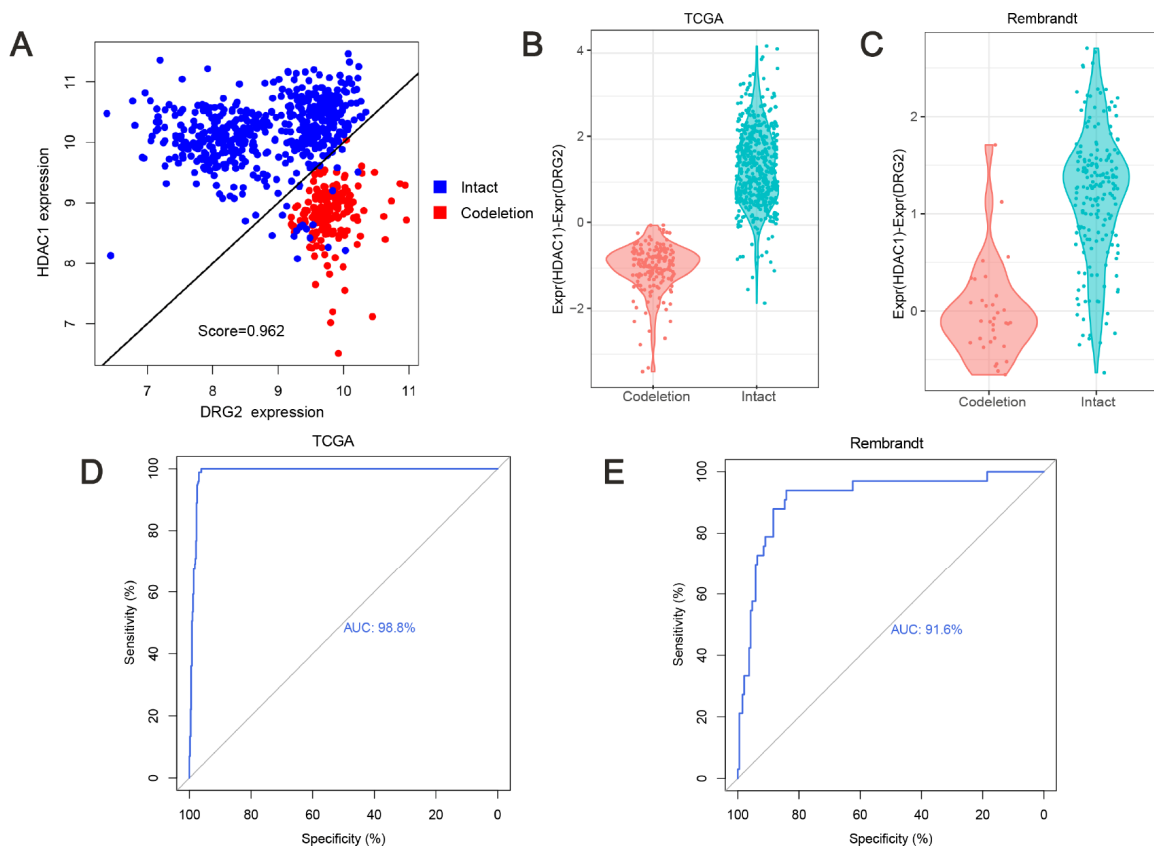 A
HDAC1 expression
11
10
9
8
7
Score=0.962
7
8
9
10
11
DRG2 expression
Intact
Codeletion
B
TCGA
Expr(HDAC1)-Expr(DRG2)
4
2
0
−2
Codeletion
Intact
C
Rembrandt
Expr(HDAC1)-Expr(DRG2)
2
1
0
Codeletion
Intact
D
TCGA
Sensitivity (%)
100
80
60
40
20
0
AUC: 98.8%
100
80
60
40
20
0
Specificity (%)
E
Rembrandt
Sensitivity (%)
100
80
60
40
20
0
AUC: 91.6%
100
80
60
40
20
0
Specificity (%)